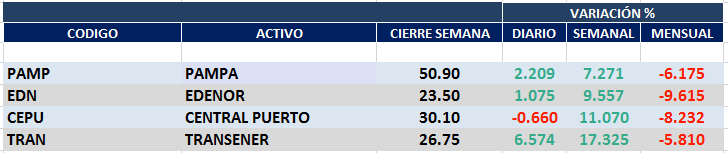 VARIACIÓN %
CODIGO ACTIVO CIERRE SEMANA DIARIO SEMANAL MENSUAL
PAMP PAMPA 50.90 2.209 7.271 -6.175
EDN EDENOR 23.50 1.075 9.557 -9.615
CEPU CENTRAL PUERTO 30.10 -0.660 11.070 -8.232
TRAN TRANSENER 26.75 6.574 17.325 -5.810